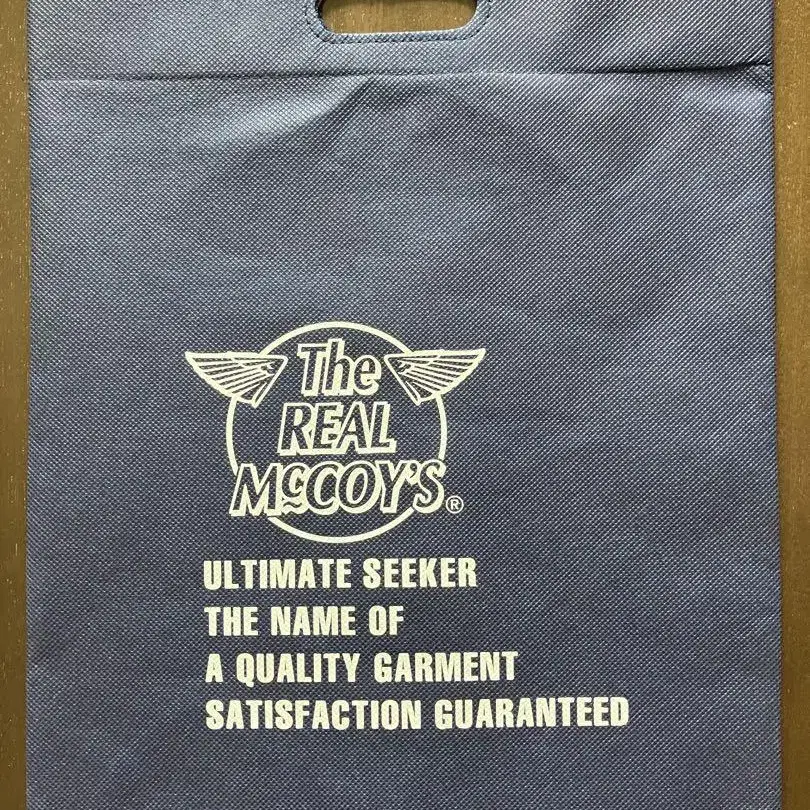 The
REAL
McCOY'S®
ULTIMATE SEEKER
THE NAME OF
A QUALITY GARMENT
SATISFACTION GUARANTEED